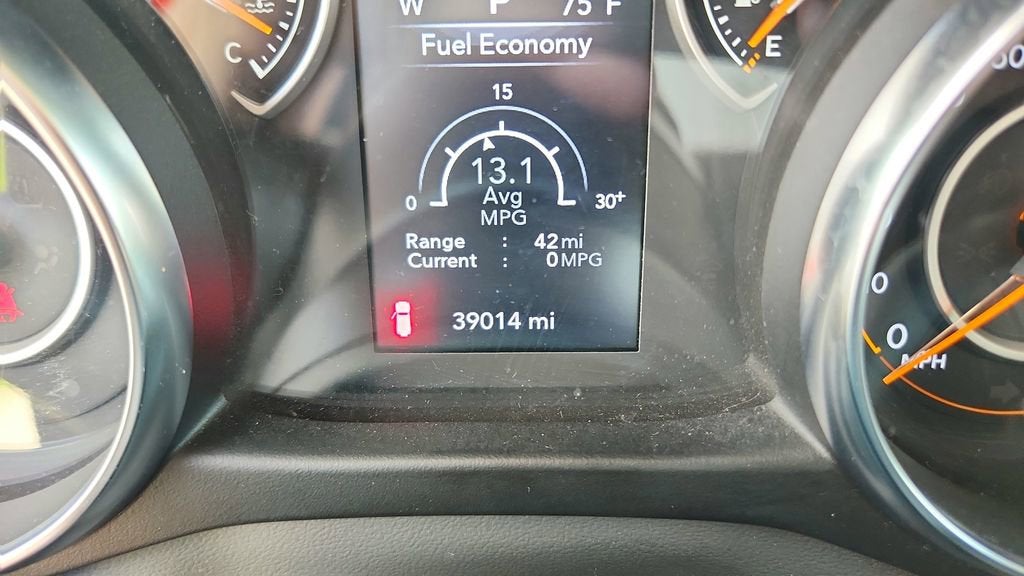 W P 75 F
Fuel Economy
C
E
15
13.1
Avg
MPG
0
30+
Range : 42 mi
Current : 0 MPG
39014 mi
0
0
MPH